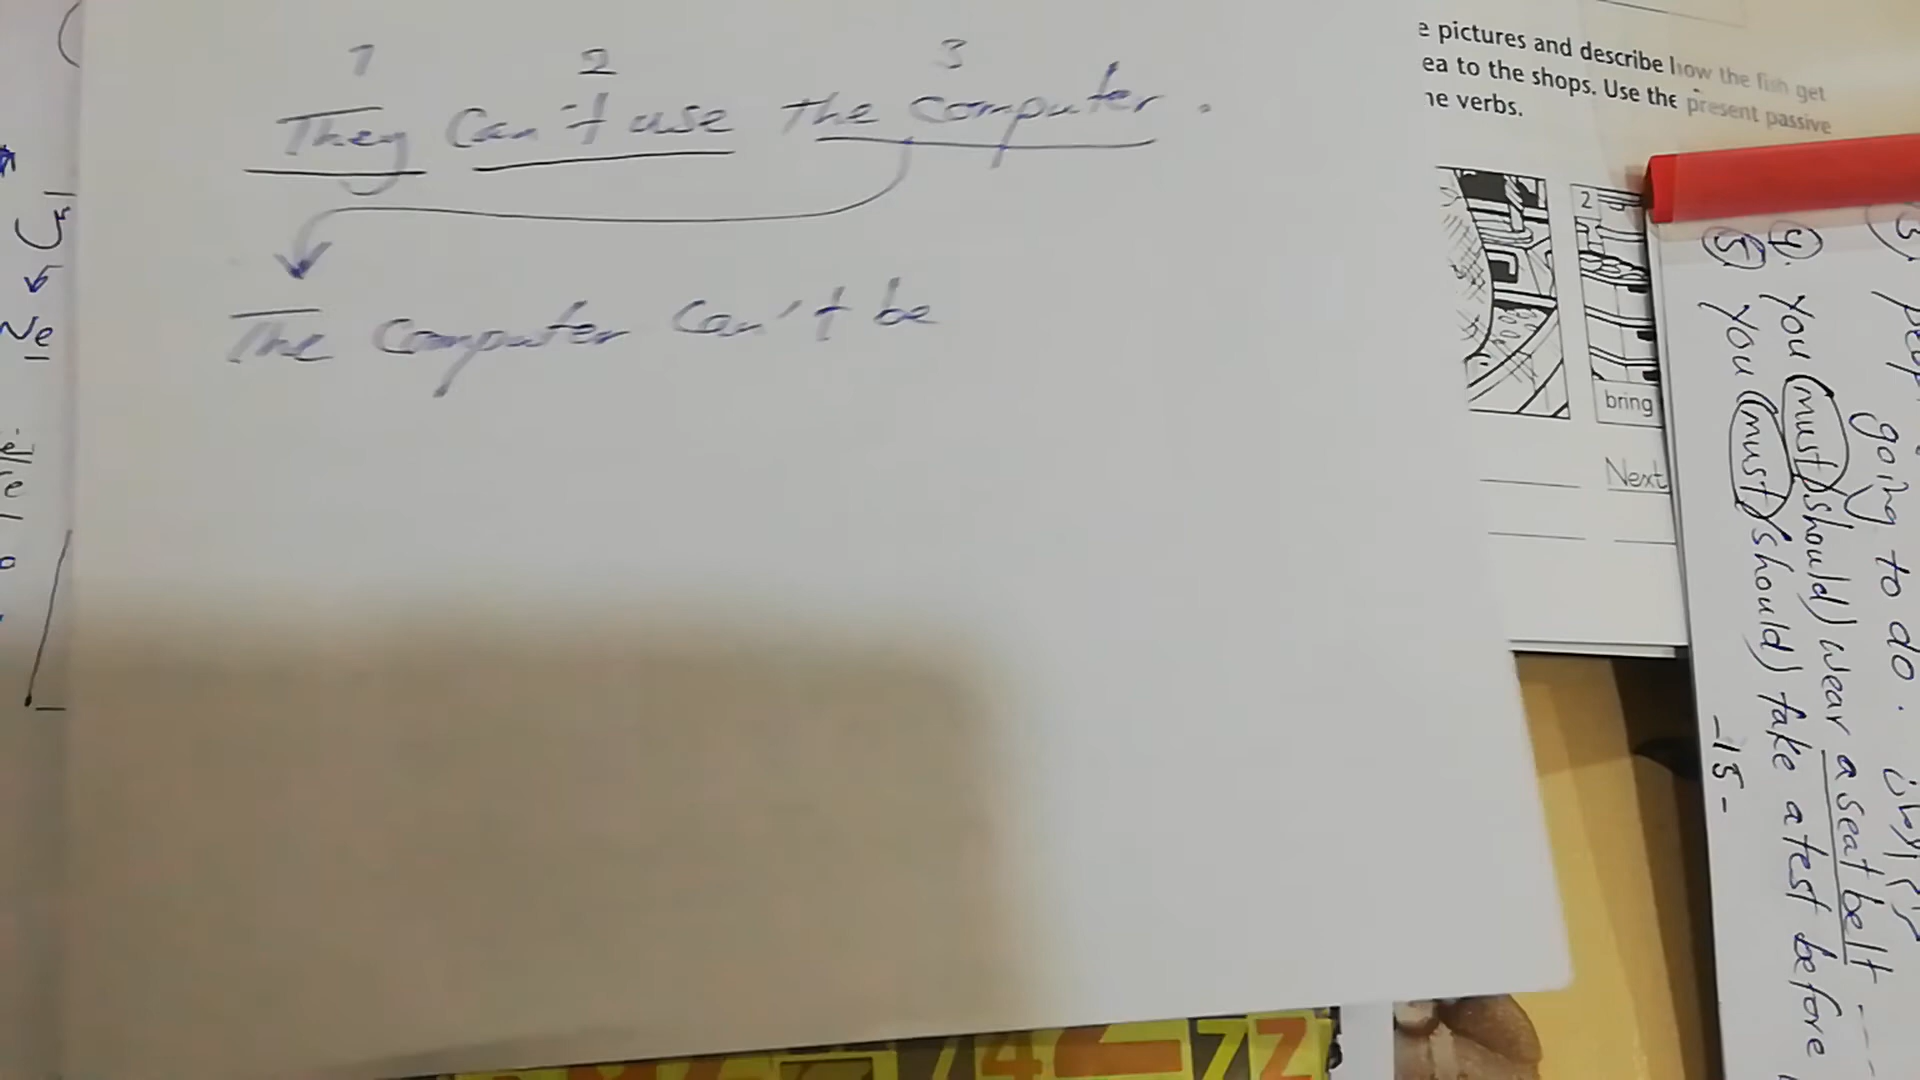 1 2 3
They can't use the computer.
The computer can't be
e pictures and describe how the fish get
ea to the shops. Use the present passive
ne verbs.
2
bring
Next
going to do.
4. You (must/should) wear a seat belt ---
5. You (must/should) take a test before
-15-